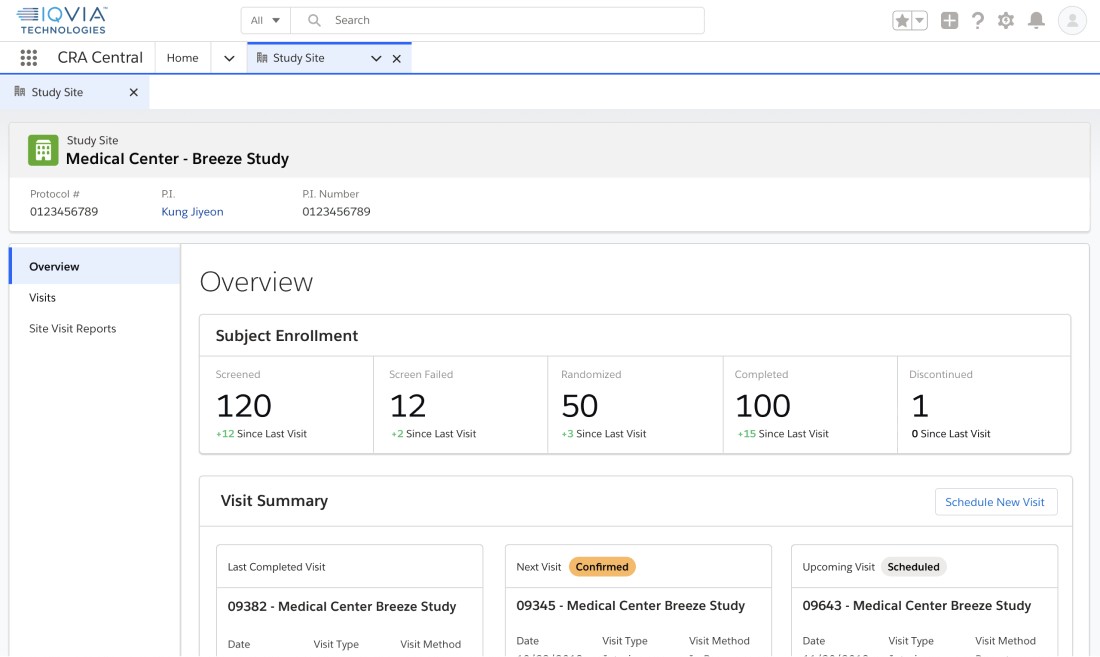 IQVIA
TECHNOLOGIES
All
Search
CRA Central
Home
Study Site
Study Site
Study Site
Medical Center - Breeze Study
Protocol #
P.I.
P.I. Number
0123456789
Kung Jiyeon
0123456789
Overview
Visits
Site Visit Reports
Overview
Subject Enrollment
Screened
Screen Failed
Randomized
Completed
Discontinued
120
12
50
100
1
+12 Since Last Visit
+2 Since Last Visit
+3 Since Last Visit
+15 Since Last Visit
0 Since Last Visit
Visit Summary
Schedule New Visit
Last Completed Visit
Next Visit
Confirmed
Upcoming Visit
Scheduled
09382 - Medical Center Breeze Study
09345 - Medical Center Breeze Study
09643 - Medical Center Breeze Study
Date
Visit Type
Visit Method
Date
Visit Type
Visit Method
Date
Visit Type
Visit Method